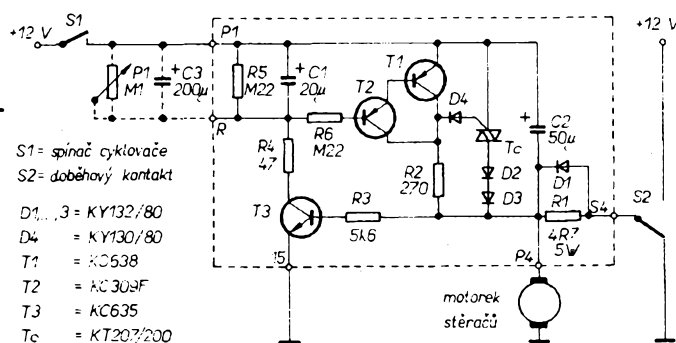 +12 V
S1
P1
+12 V
P1
M1
+
C3
200µ
R5
M22
+
C1
20µ
T1
T2
D4
Tc
+
C2
50µ
R
R6
M22
R4
47
R2
270
D2
D3
D1
S1= spínač cyklovače
S2= doběhový kontakt
T3
R3
5k6
R1
4R7
5W
S4
S2
15
P4
D1...,3 = KY132/80
D4 = KY130/80
T1 = KC638
T2 = KC309F
T3 = KC635
Tc = KT207/200
motorek
stěračů